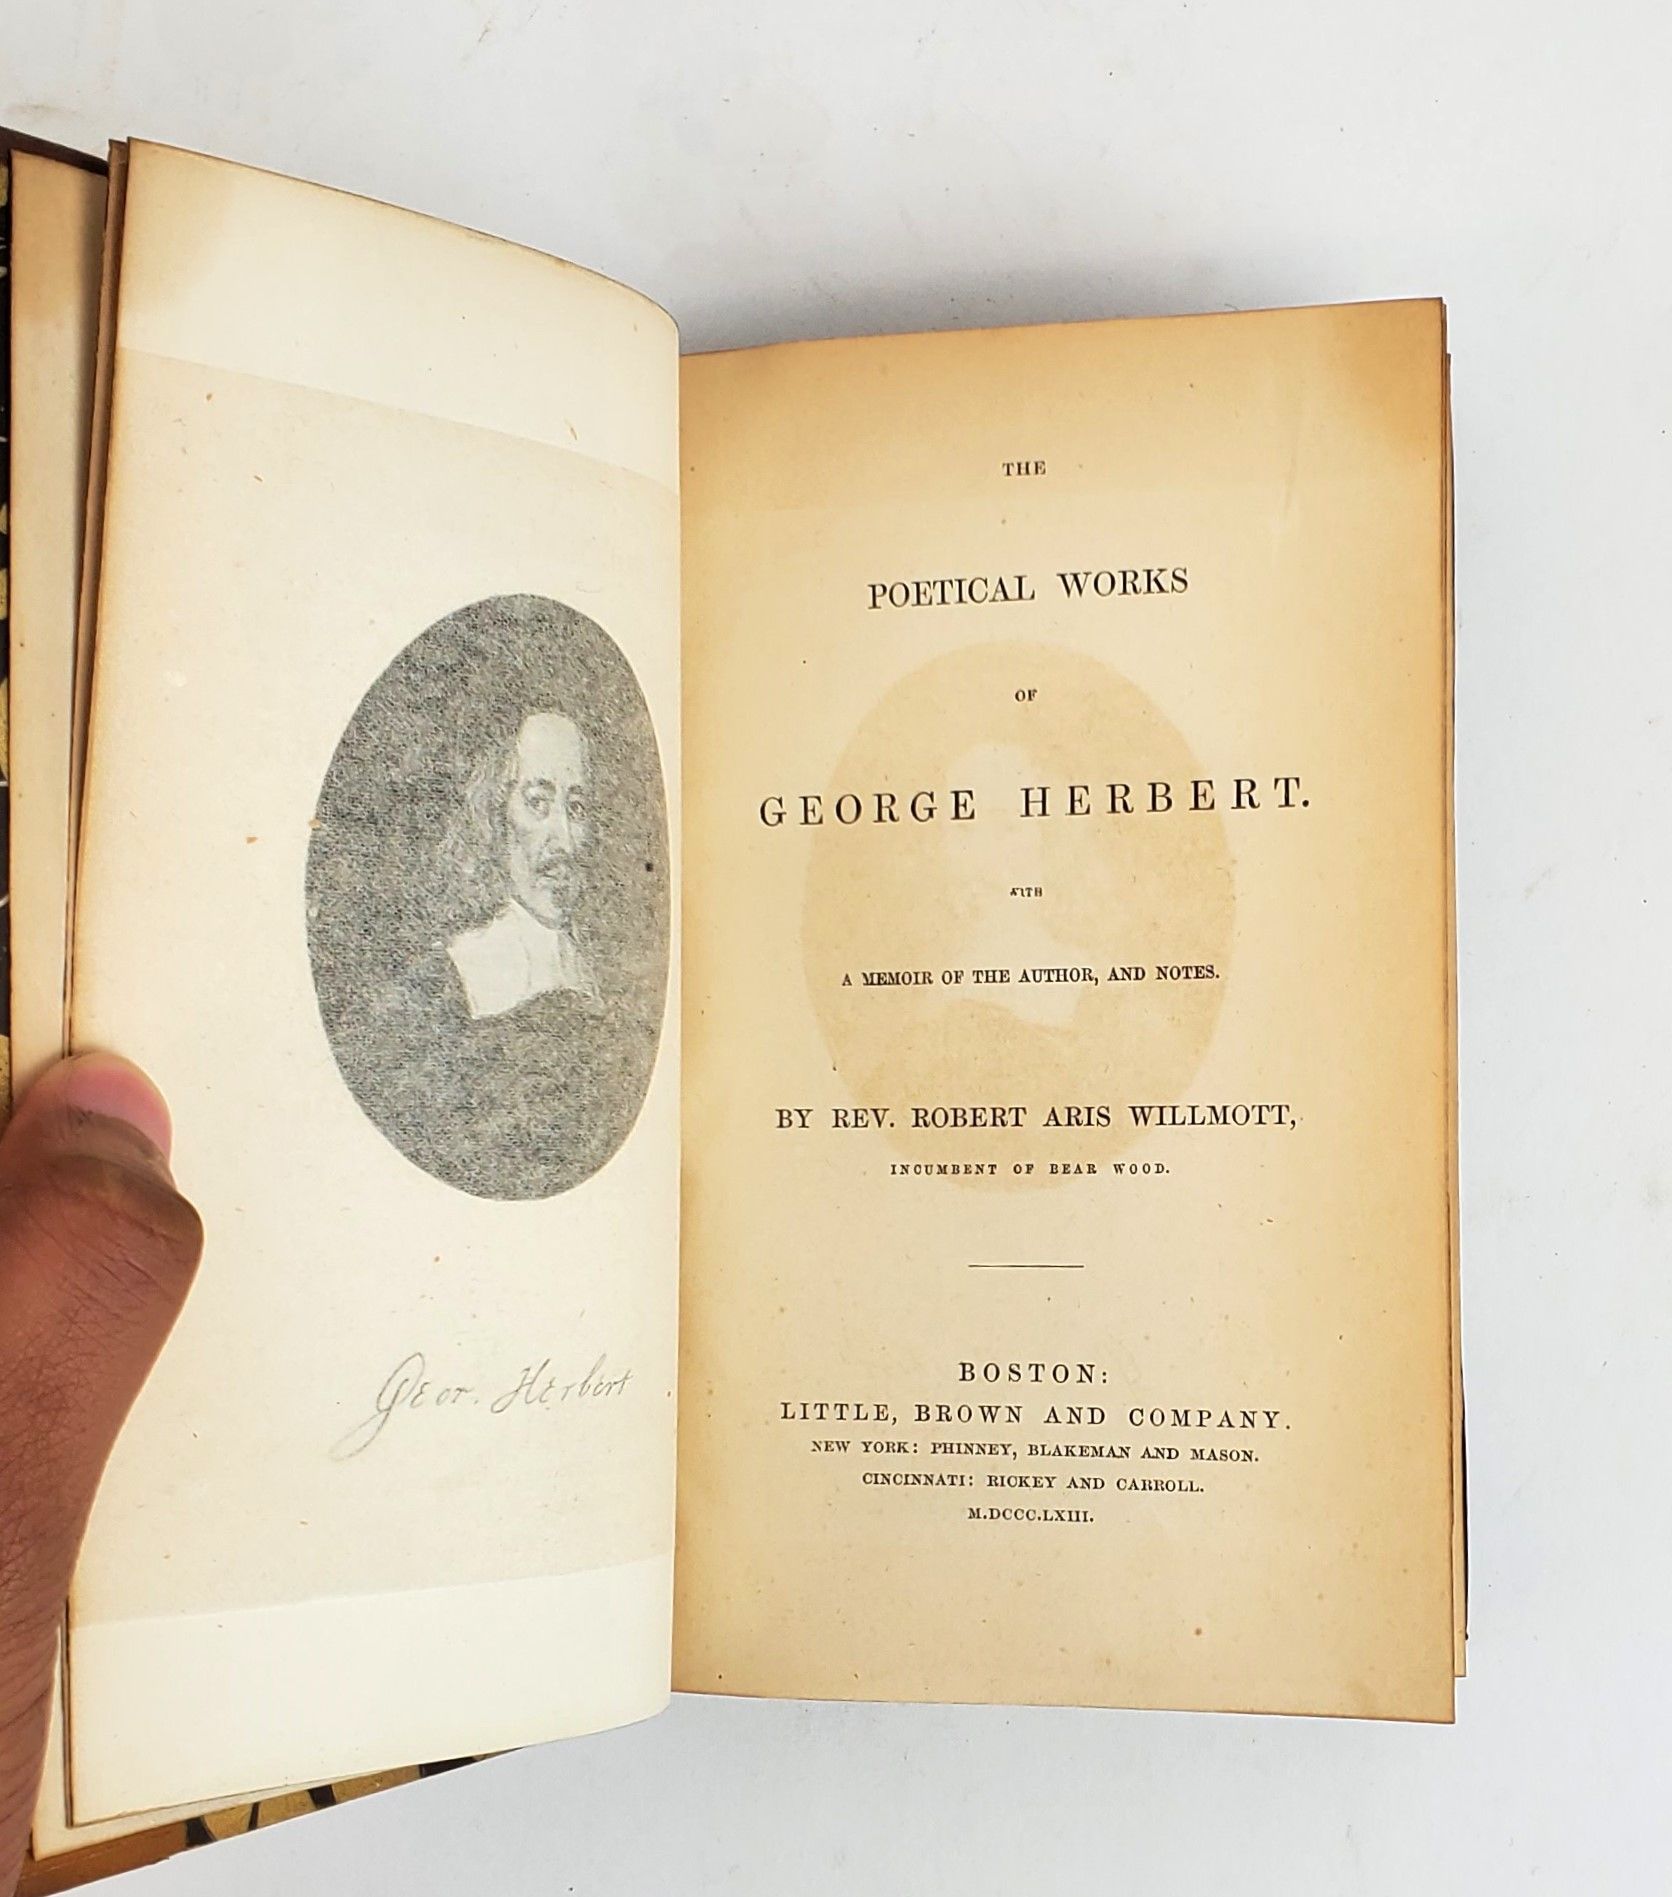 Geor. Herbert
THE
POETICAL WORKS
OF
GEORGE HERBERT.
WITH
A MEMOIR OF THE AUTHOR, AND NOTES.
BY REV. ROBERT ARIS WILLMOTT,
INCUMBENT OF BEAR WOOD.
BOSTON:
LITTLE, BROWN AND COMPANY.
NEW YORK: PHINNEY, BLAKEMAN AND MASON.
CINCINNATI: RICKEY AND CARROLL.
M.DCCC.LXIII.